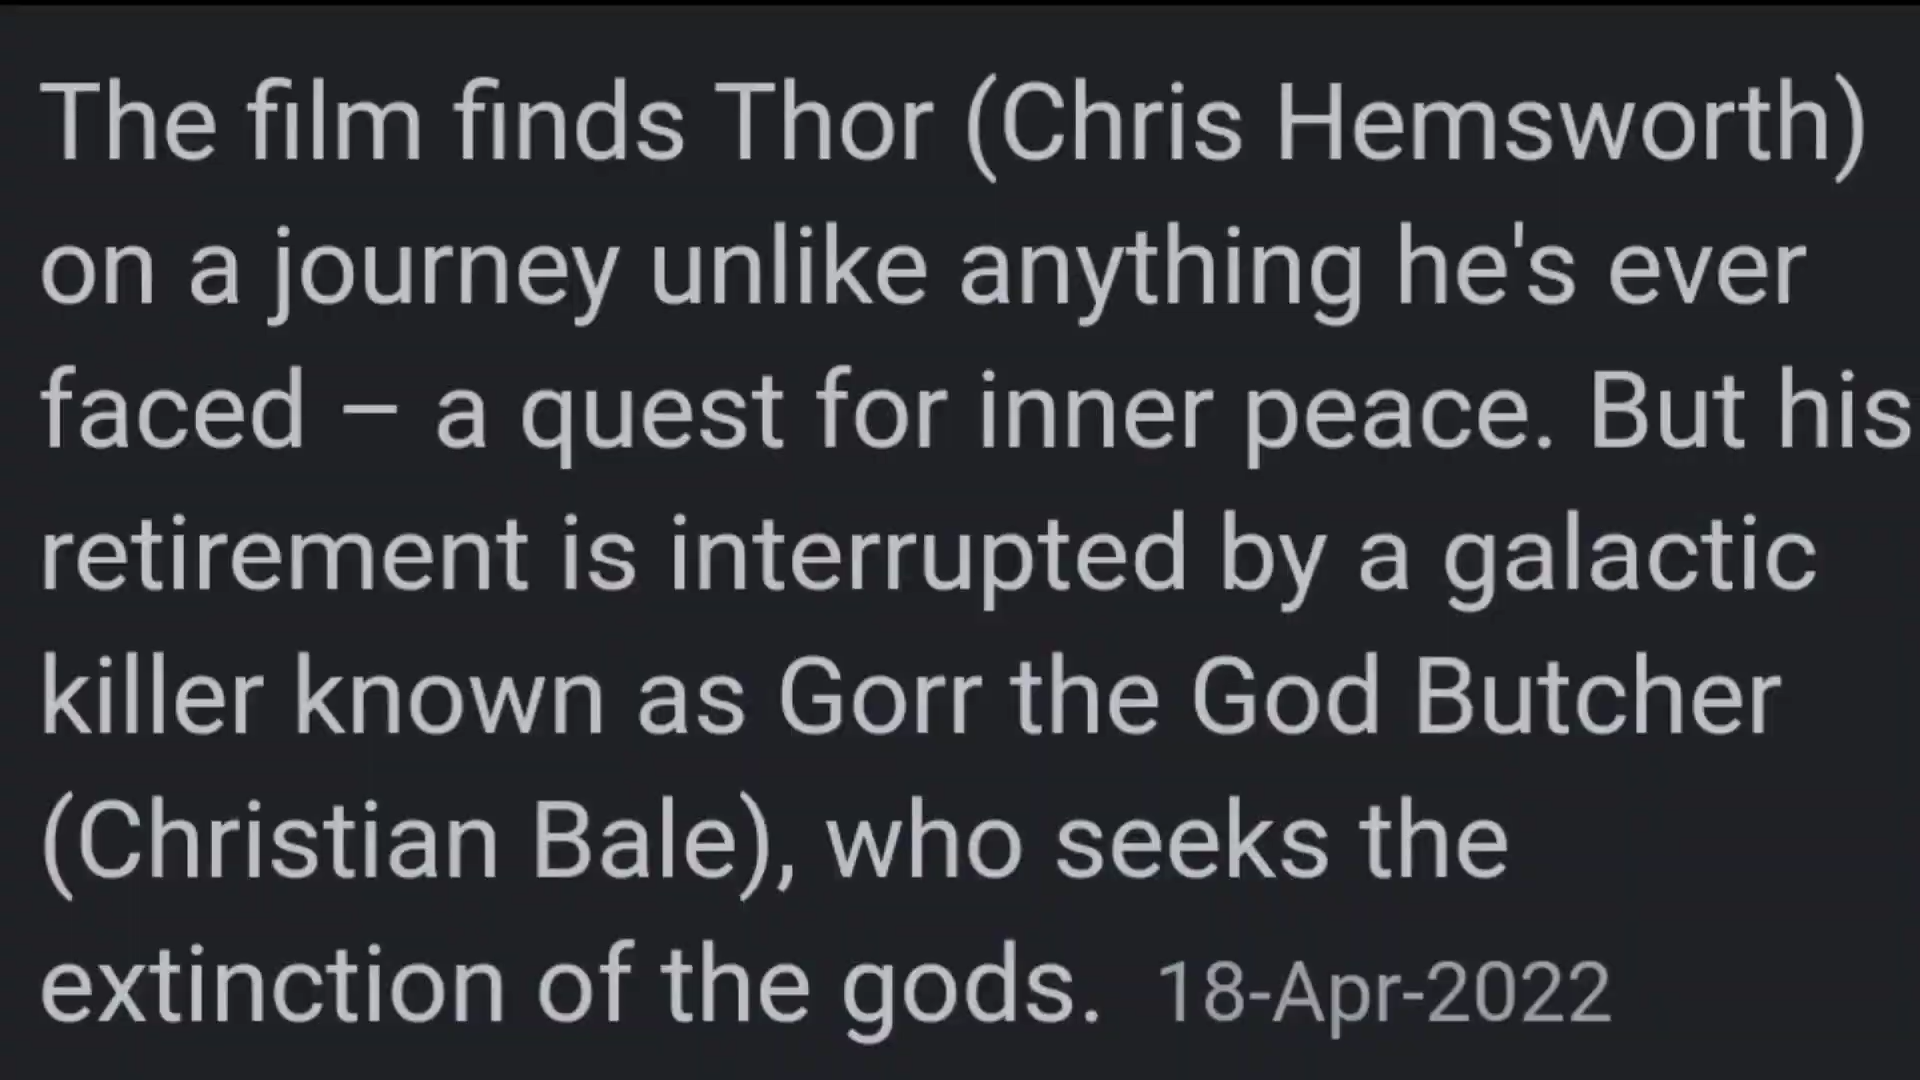 The film finds Thor (Chris Hemsworth)
on a journey unlike anything he's ever
faced – a quest for inner peace. But his
retirement is interrupted by a galactic
killer known as Gorr the God Butcher
(Christian Bale), who seeks the
extinction of the gods. 18-Apr-2022